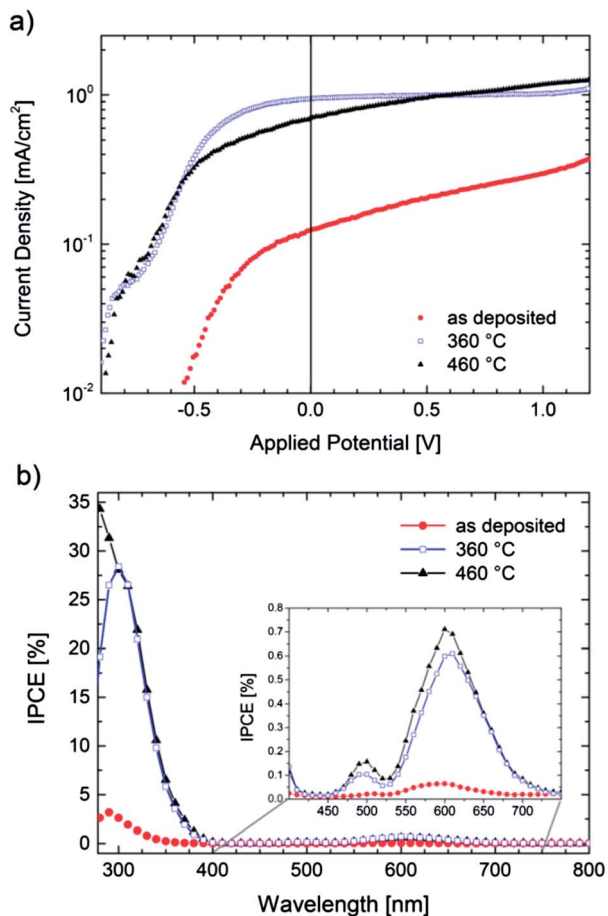 a)
Current Density [mA/cm²]
10⁰
10⁻¹
10⁻²
as deposited
360 °C
460 °C
-0.5 0.0 0.5 1.0
Applied Potential [V]
b)
IPCE [%]
35
30
25
20
15
10
5
0
as deposited
360 °C
460 °C
IPCE [%]
0.8
0.7
0.6
0.5
0.4
0.3
0.2
0.1
0.0
400 450 500 550 600 650 700
300 400 500 600 700 800
Wavelength [nm]